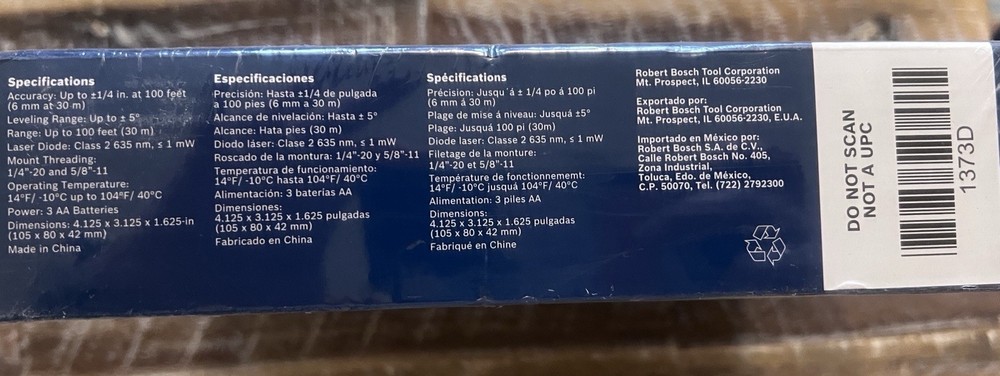 Specifications
Accuracy: Up to ±1/4 in. at 100 feet
(6 mm at 30 m)
Leveling Range: Up to ± 5°
Range: Up to 100 feet (30 m)
Laser Diode: Class 2 635 nm, ≤ 1 mW
Mount Threading:
1/4"-20 and 5/8"-11
Operating Temperature:
14°F/ -10°C up to 104°F/ 40°C
Power: 3 AA Batteries
Dimensions: 4.125 x 3.125 x 1.625-in
(105 x 80 x 42 mm)
Made in China
Especificaciones
Precisión: Hasta ±1/4 de pulgada
a 100 pies (6 mm a 30 m)
Alcance de nivelación: Hasta ± 5°
Alcance: Hata pies (30 m)
Diodo láser: Clase 2 635 nm, ≤ 1 mW
Roscado de la montura: 1/4"-20 y 5/8"-11
Temperatura de funcionamiento:
14°F/ -10°C hasta 104°F/ 40°C
Alimentación: 3 baterías AA
Dimensiones:
4.125 x 3.125 x 1.625 pulgadas
(105 x 80 x 42 mm)
Fabricado en China
Spécifications
Précision: Jusqu´á ± 1/4 po á 100 pi
(6 mm á 30 m)
Plage de mise á niveau: Jusquá ±5°
Plage: Jusquá 100 pi (30m)
Diode laser: Classe 2 635 nm, ≤ 1 mW
Filetage de la monture:
1/4"-20 et 5/8"-11
Température de fonctionnement:
14°F/ -10°C jusquá 104°F/ 40°C
Alimentation: 3 piles AA
Dimensions:
4.125 x 3.125 x 1.625 pulgadas
(105 x 80 x 42 mm)
Fabriqué en Chine
Robert Bosch Tool Corporation
Mt. Prospect, IL 60056-2230
Exportado por:
Robert Bosch Tool Corporation
Mt. Prospect, IL 60056-2230, E.U.A.
Importado en México por:
Robert Bosch S.A. de C.V.,
Calle Robert Bosch No. 405,
Zona Industrial,
Toluca, Edo. de México,
C.P. 50070, Tel. (722) 2792300
DO NOT SCAN
NOT A UPC
1373D